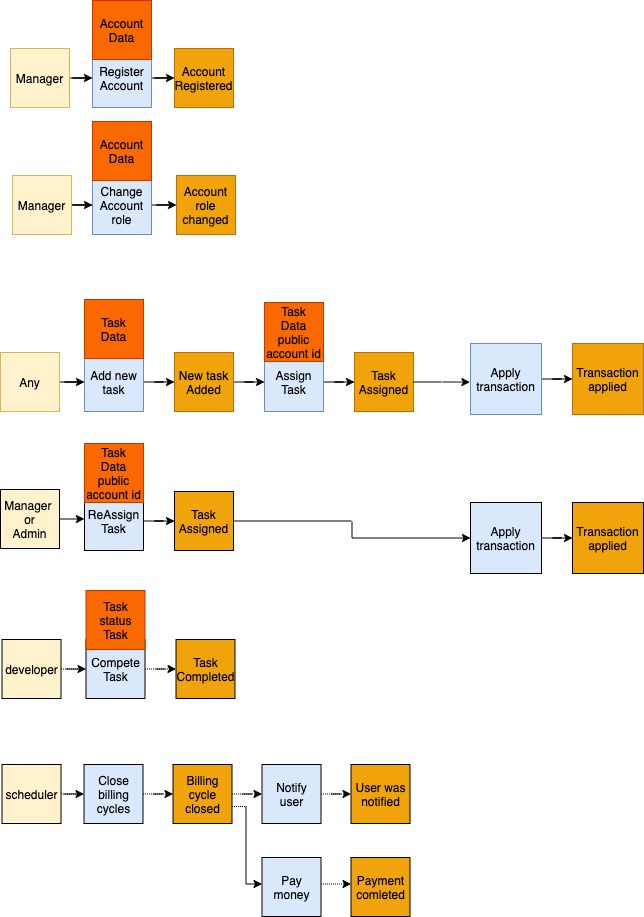 Account
Data
Manager
Register
Account
Account
Registered
Account
Data
Manager
Change
Account
role
Account
role
changed
Task
Data
Task
Data
public
account id
Any
Add new
task
New task
Added
Assign
Task
Task
Assigned
Apply
transaction
Transaction
applied
Task
Data
public
account id
Manager
or
Admin
ReAssign
Task
Task
Assigned
Apply
transaction
Transaction
applied
Task
status
Task
developer
Compete
Task
Task
Completed
scheduler
Close
billing
cycles
Billing
cycle
closed
Notify
user
User was
notified
Pay
money
Payment
comleted